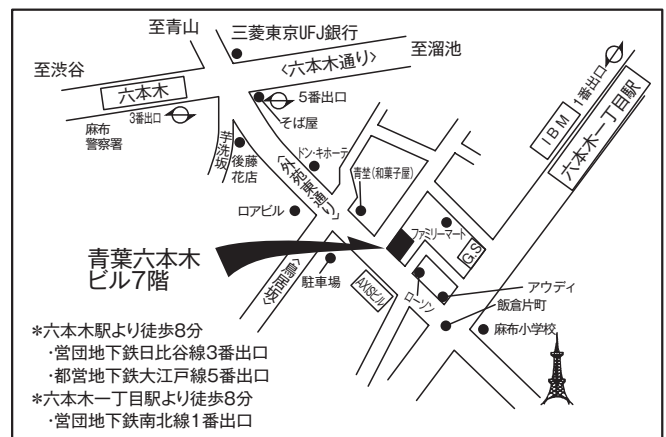 至青山
三菱東京UFJ銀行
〈六本木通り〉
至溜池
至渋谷
六本木
3番出口
5番出口
そば屋
麻布
警察署
芋洗坂
後藤
花店
ドン・キホーテ
〈外苑東通り〉
青埜(和菓子屋)
ロアビル
ファミリーマート
G.S
IBM
1番出口
六本木一丁目駅
青葉六本木
ビル7階
〈鳥居坂〉
駐車場
AXISビル
ローソン
アウディ
飯倉片町
麻布小学校
*六本木駅より徒歩8分
・営団地下鉄日比谷線3番出口
・都営地下鉄大江戸線5番出口
*六本木一丁目駅より徒歩8分
・営団地下鉄南北線1番出口